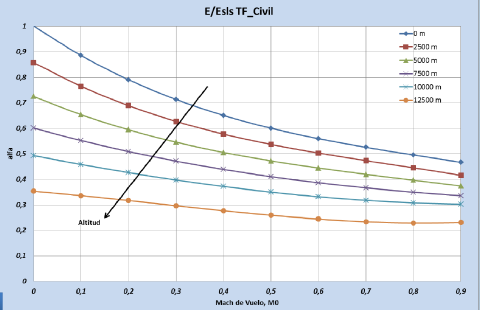 E/Esls TF_Civil
1
0,9
0,8
0,7
0,6
0,5
0,4
0,3
0,2
0,1
0
alfa
0 m
2500 m
5000 m
7500 m
10000 m
12500 m
Altitud
0 0,1 0,2 0,3 0,4 0,5 0,6 0,7 0,8 0,9
Mach de Vuelo, M0